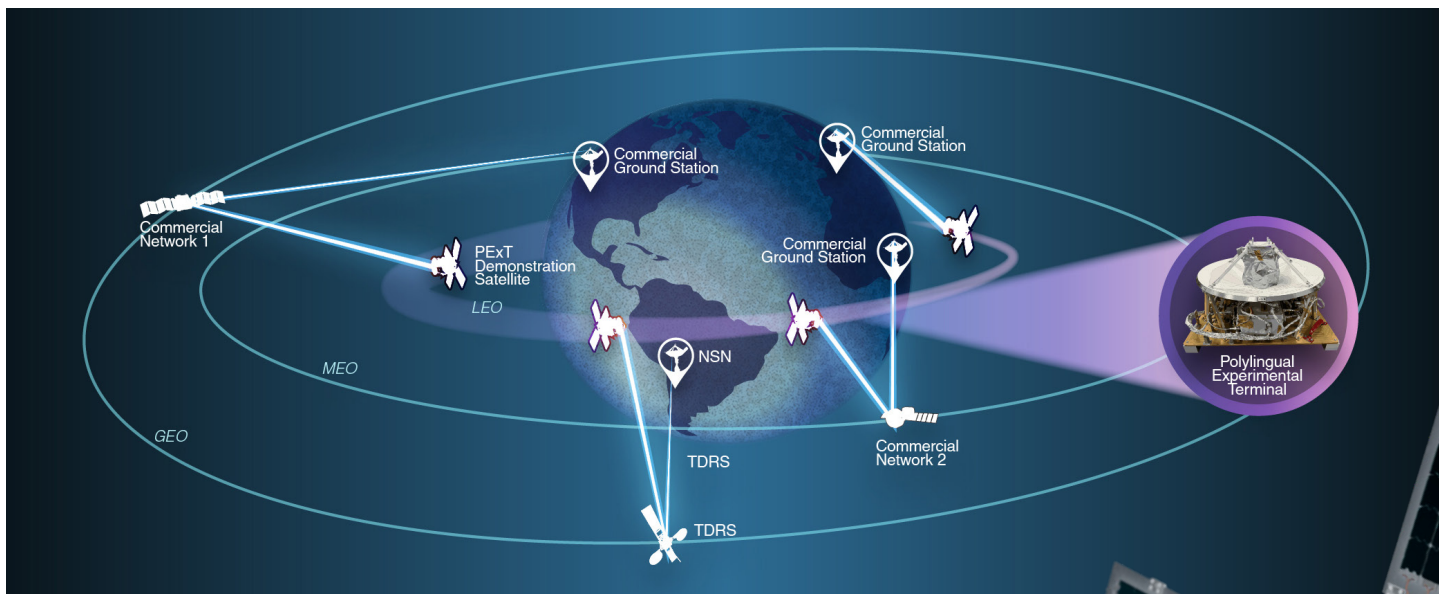 Commercial
Ground Station
Commercial
Ground Station
Commercial
Network 1
PExT
Demonstration
Satellite
Commercial
Ground Station
LEO
NSN
MEO
Polylingual
Experimental
Terminal
GEO
Commercial
Network 2
TDRS
TDRS